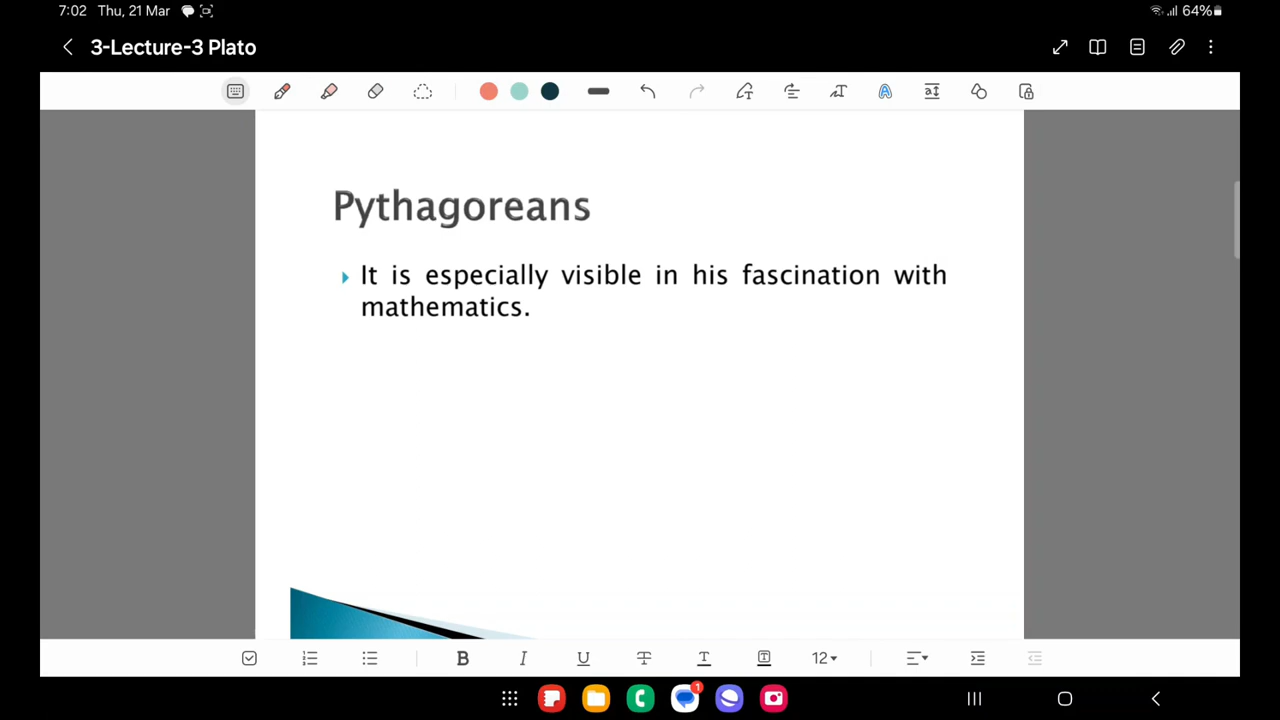 7:02 Thu, 21 Mar 64%
3-Lecture-3 Plato
Pythagoreans
It is especially visible in his fascination with
mathematics.
B I U T T T 12
1